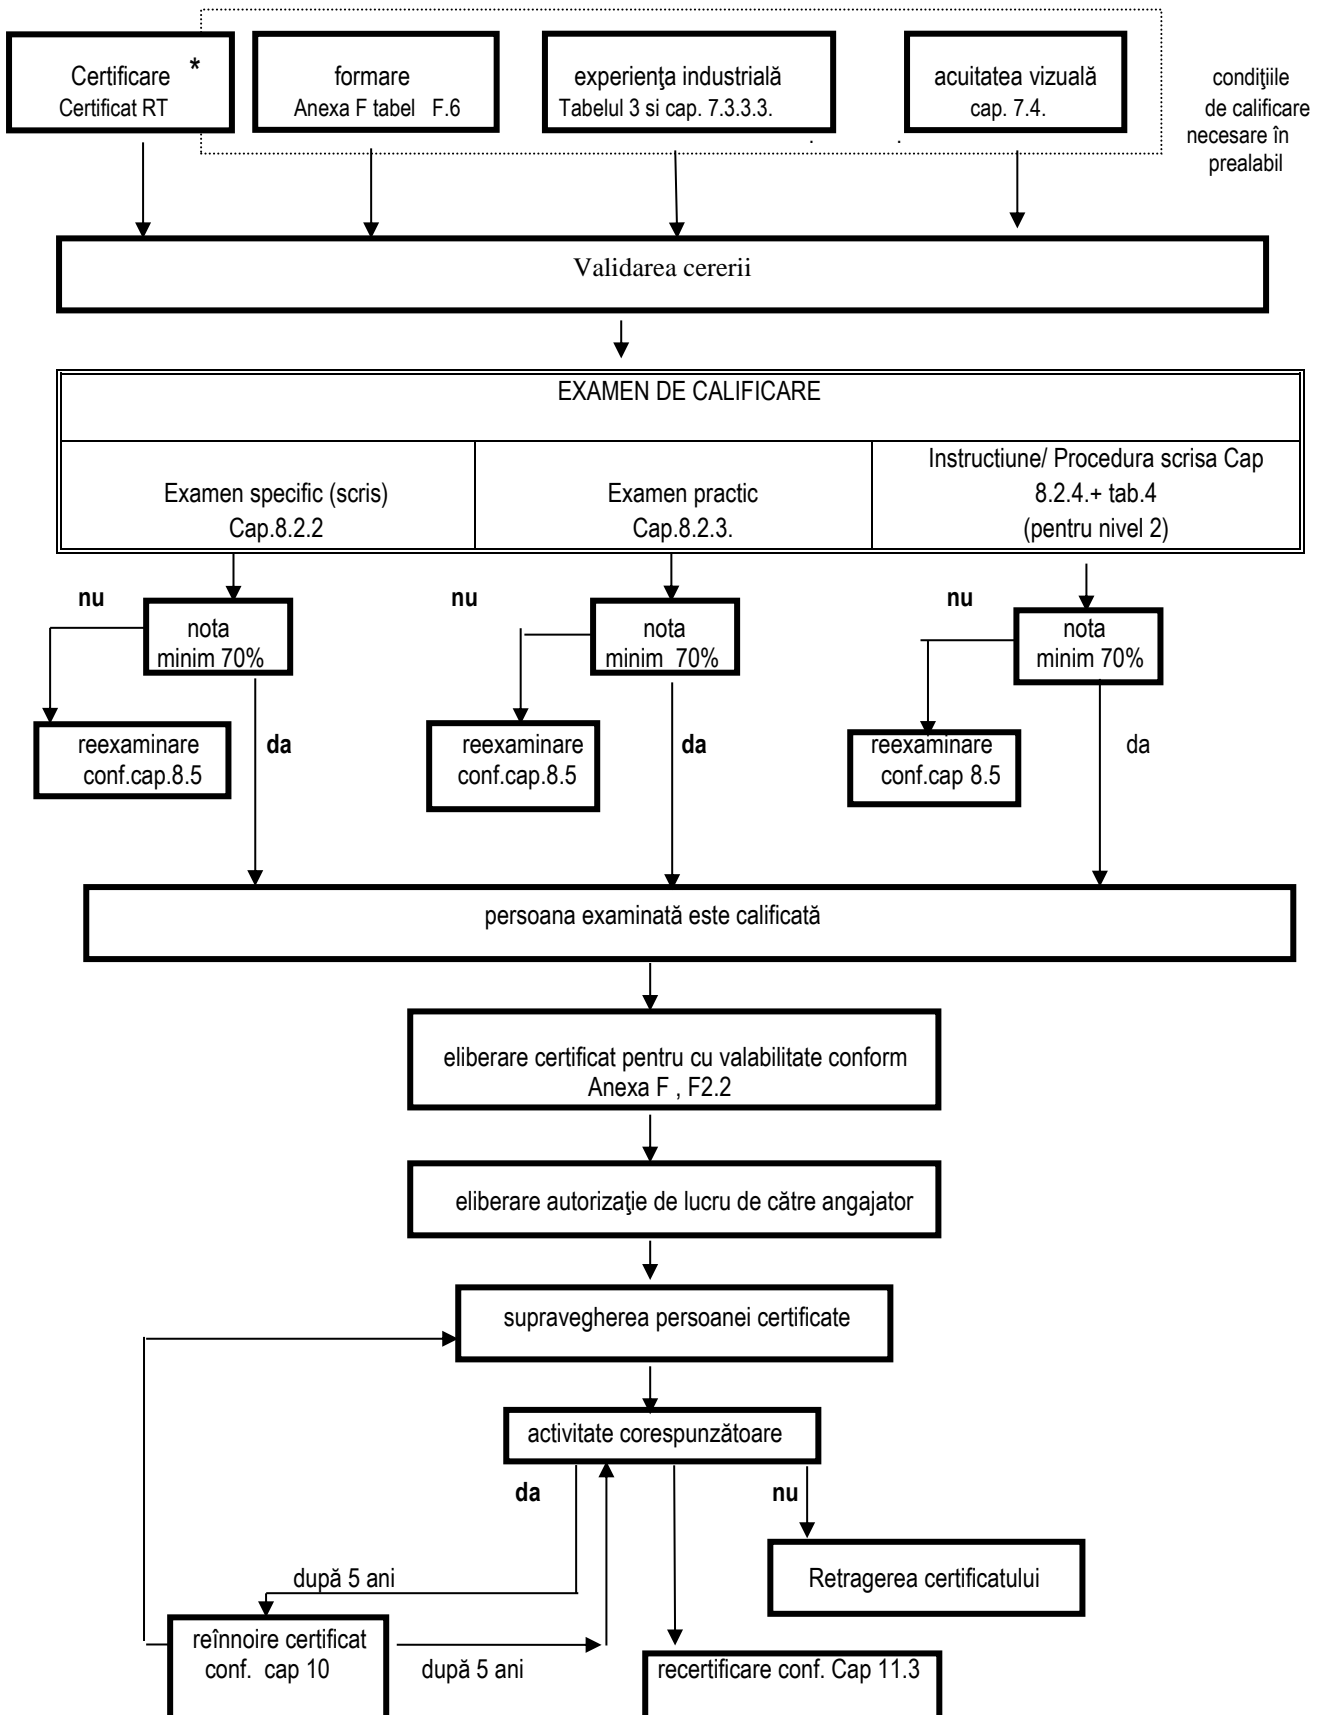 Certificare *
Certificat RT
formare
Anexa F tabel F.6
experienţa industrială
Tabelul 3 si cap. 7.3.3.3.
acuitatea vizuală
cap. 7.4.
condiţiile
de calificare
necesare în
prealabil
Validarea cererii
EXAMEN DE CALIFICARE
Examen specific (scris)
Cap.8.2.2
Examen practic
Cap.8.2.3.
Instructiune/ Procedura scrisa Cap
8.2.4.+ tab.4
(pentru nivel 2)
nu
nota
minim 70%
nu
nota
minim 70%
nu
nota
minim 70%
reexaminare
conf.cap.8.5
da
reexaminare
conf.cap.8.5
da
reexaminare
conf.cap 8.5
da
persoana examinată este calificată
eliberare certificat pentru cu valabilitate conform
Anexa F , F2.2
eliberare autorizaţie de lucru de către angajator
supravegherea persoanei certificate
activitate corespunzătoare
da
nu
după 5 ani
Retragerea certificatului
reînnoire certificat
conf. cap 10
după 5 ani
recertificare conf. Cap 11.3